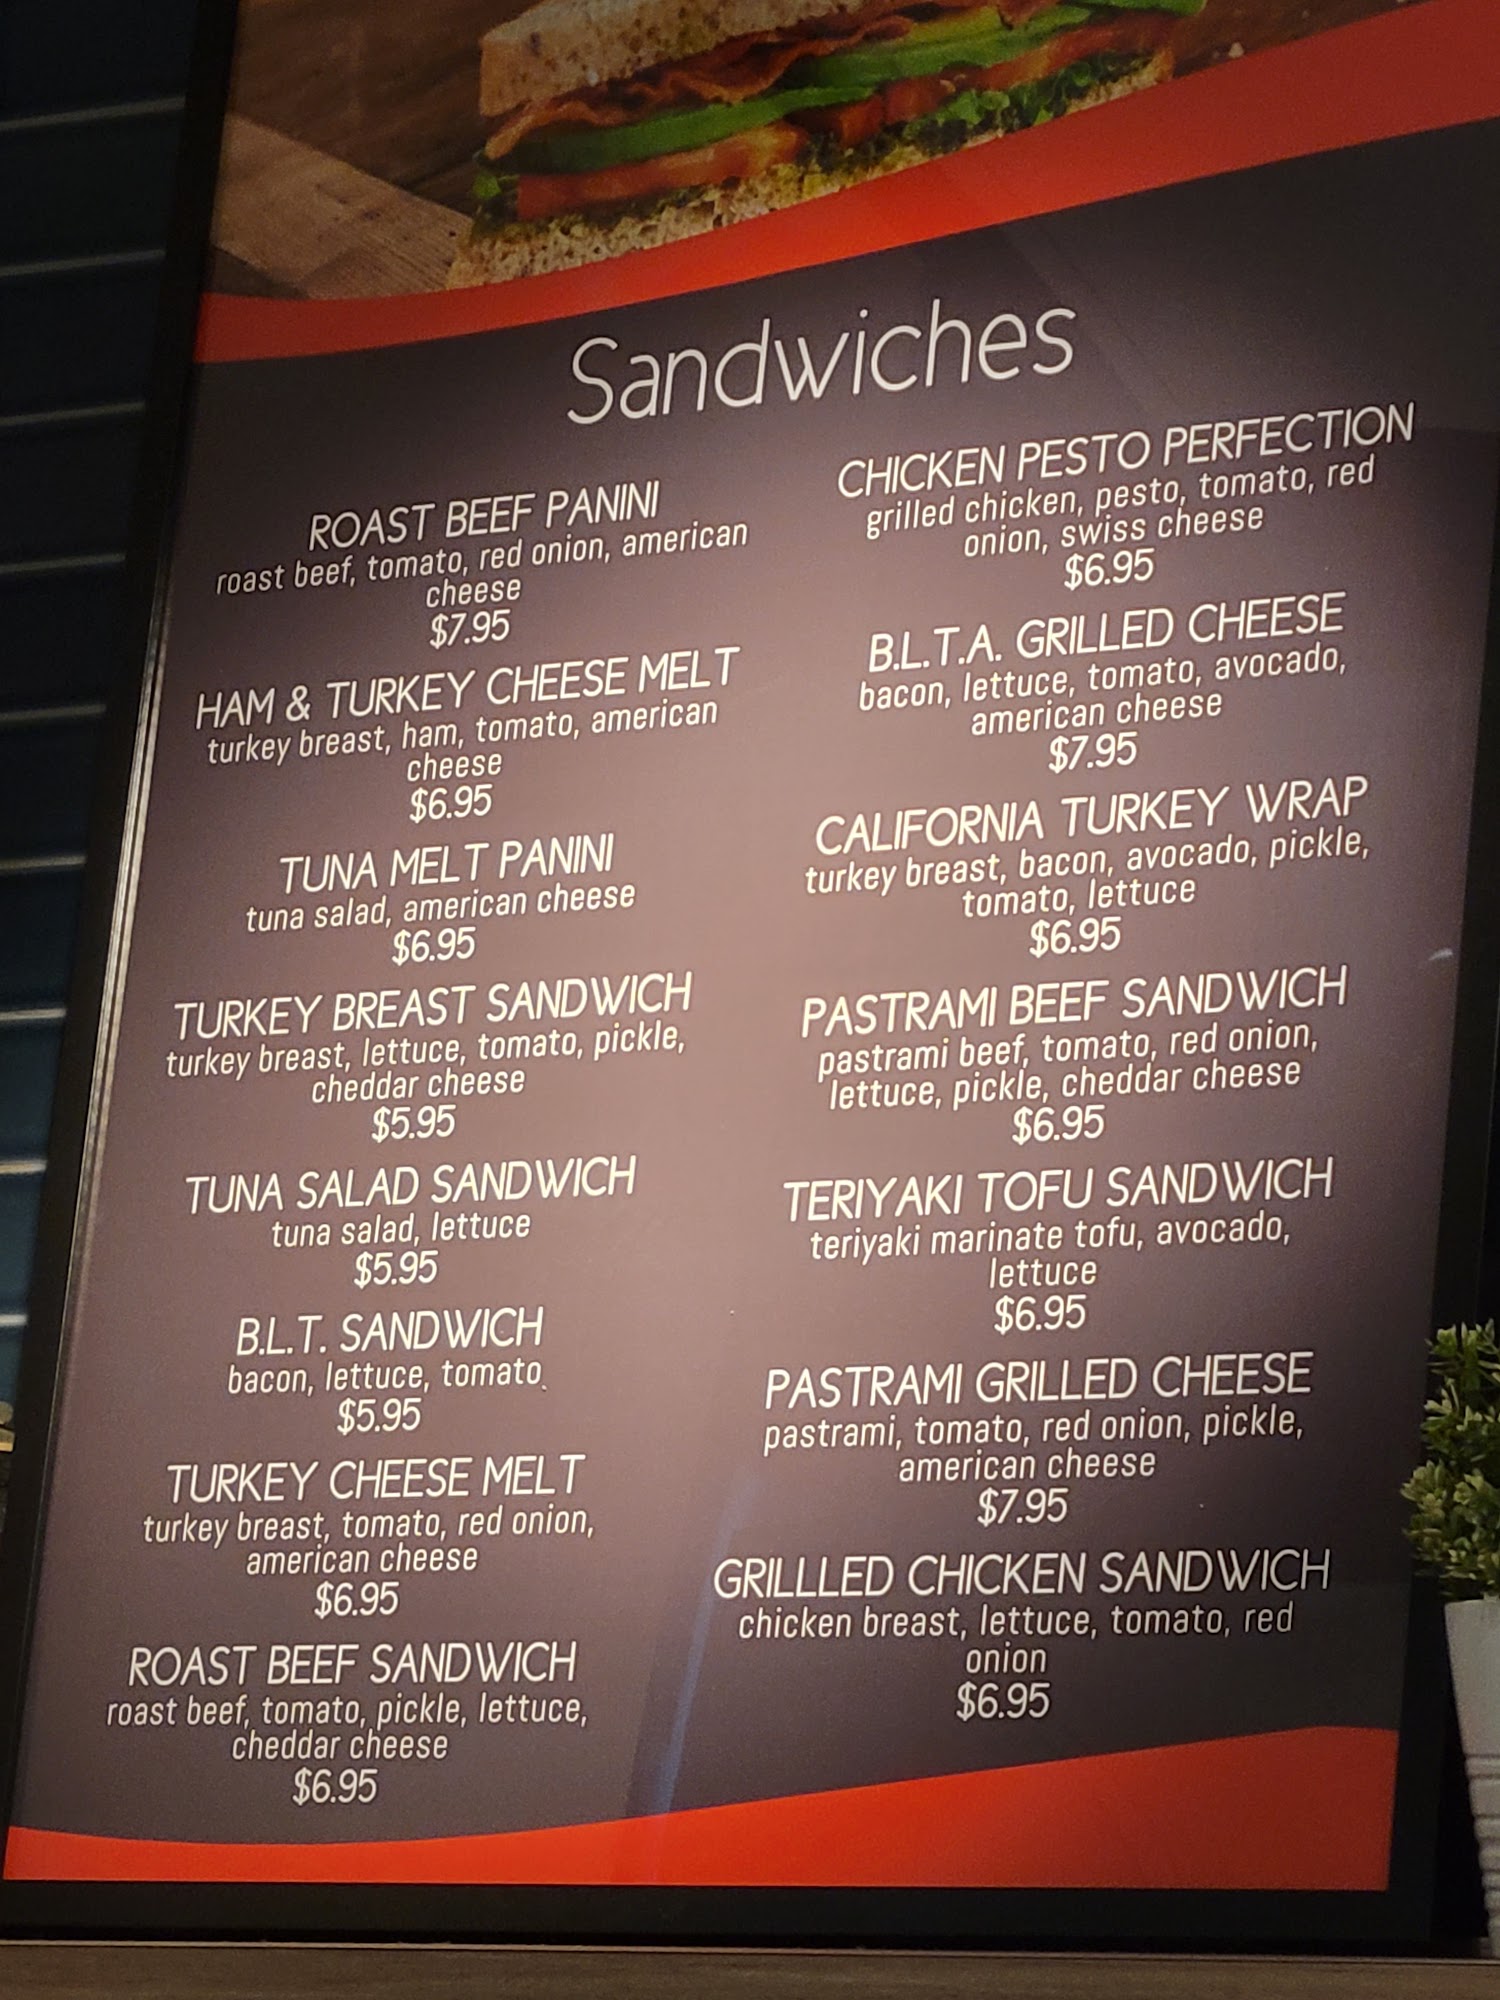 Sandwiches
ROAST BEEF PANINI
roast beef, tomato, red onion, american
cheese
$7.95
HAM & TURKEY CHEESE MELT
turkey breast, ham, tomato, american
cheese
$6.95
TUNA MELT PANINI
tuna salad, american cheese
$6.95
TURKEY BREAST SANDWICH
turkey breast, lettuce, tomato, pickle,
cheddar cheese
$5.95
TUNA SALAD SANDWICH
tuna salad, lettuce
$5.95
B.L.T. SANDWICH
bacon, lettuce, tomato
$5.95
TURKEY CHEESE MELT
turkey breast, tomato, red onion,
american cheese
$6.95
ROAST BEEF SANDWICH
roast beef, tomato, pickle, lettuce,
cheddar cheese
$6.95
CHICKEN PESTO PERFECTION
grilled chicken, pesto, tomato, red
onion, swiss cheese
$6.95
B.L.T.A. GRILLED CHEESE
bacon, lettuce, tomato, avocado,
american cheese
$7.95
CALIFORNIA TURKEY WRAP
turkey breast, bacon, avocado, pickle,
tomato, lettuce
$6.95
PASTRAMI BEEF SANDWICH
pastrami beef, tomato, red onion,
lettuce, pickle, cheddar cheese
$6.95
TERIYAKI TOFU SANDWICH
teriyaki marinate tofu, avocado,
lettuce
$6.95
PASTRAMI GRILLED CHEESE
pastrami, tomato, red onion, pickle,
american cheese
$7.95
GRILLLED CHICKEN SANDWICH
chicken breast, lettuce, tomato, red
onion
$6.95